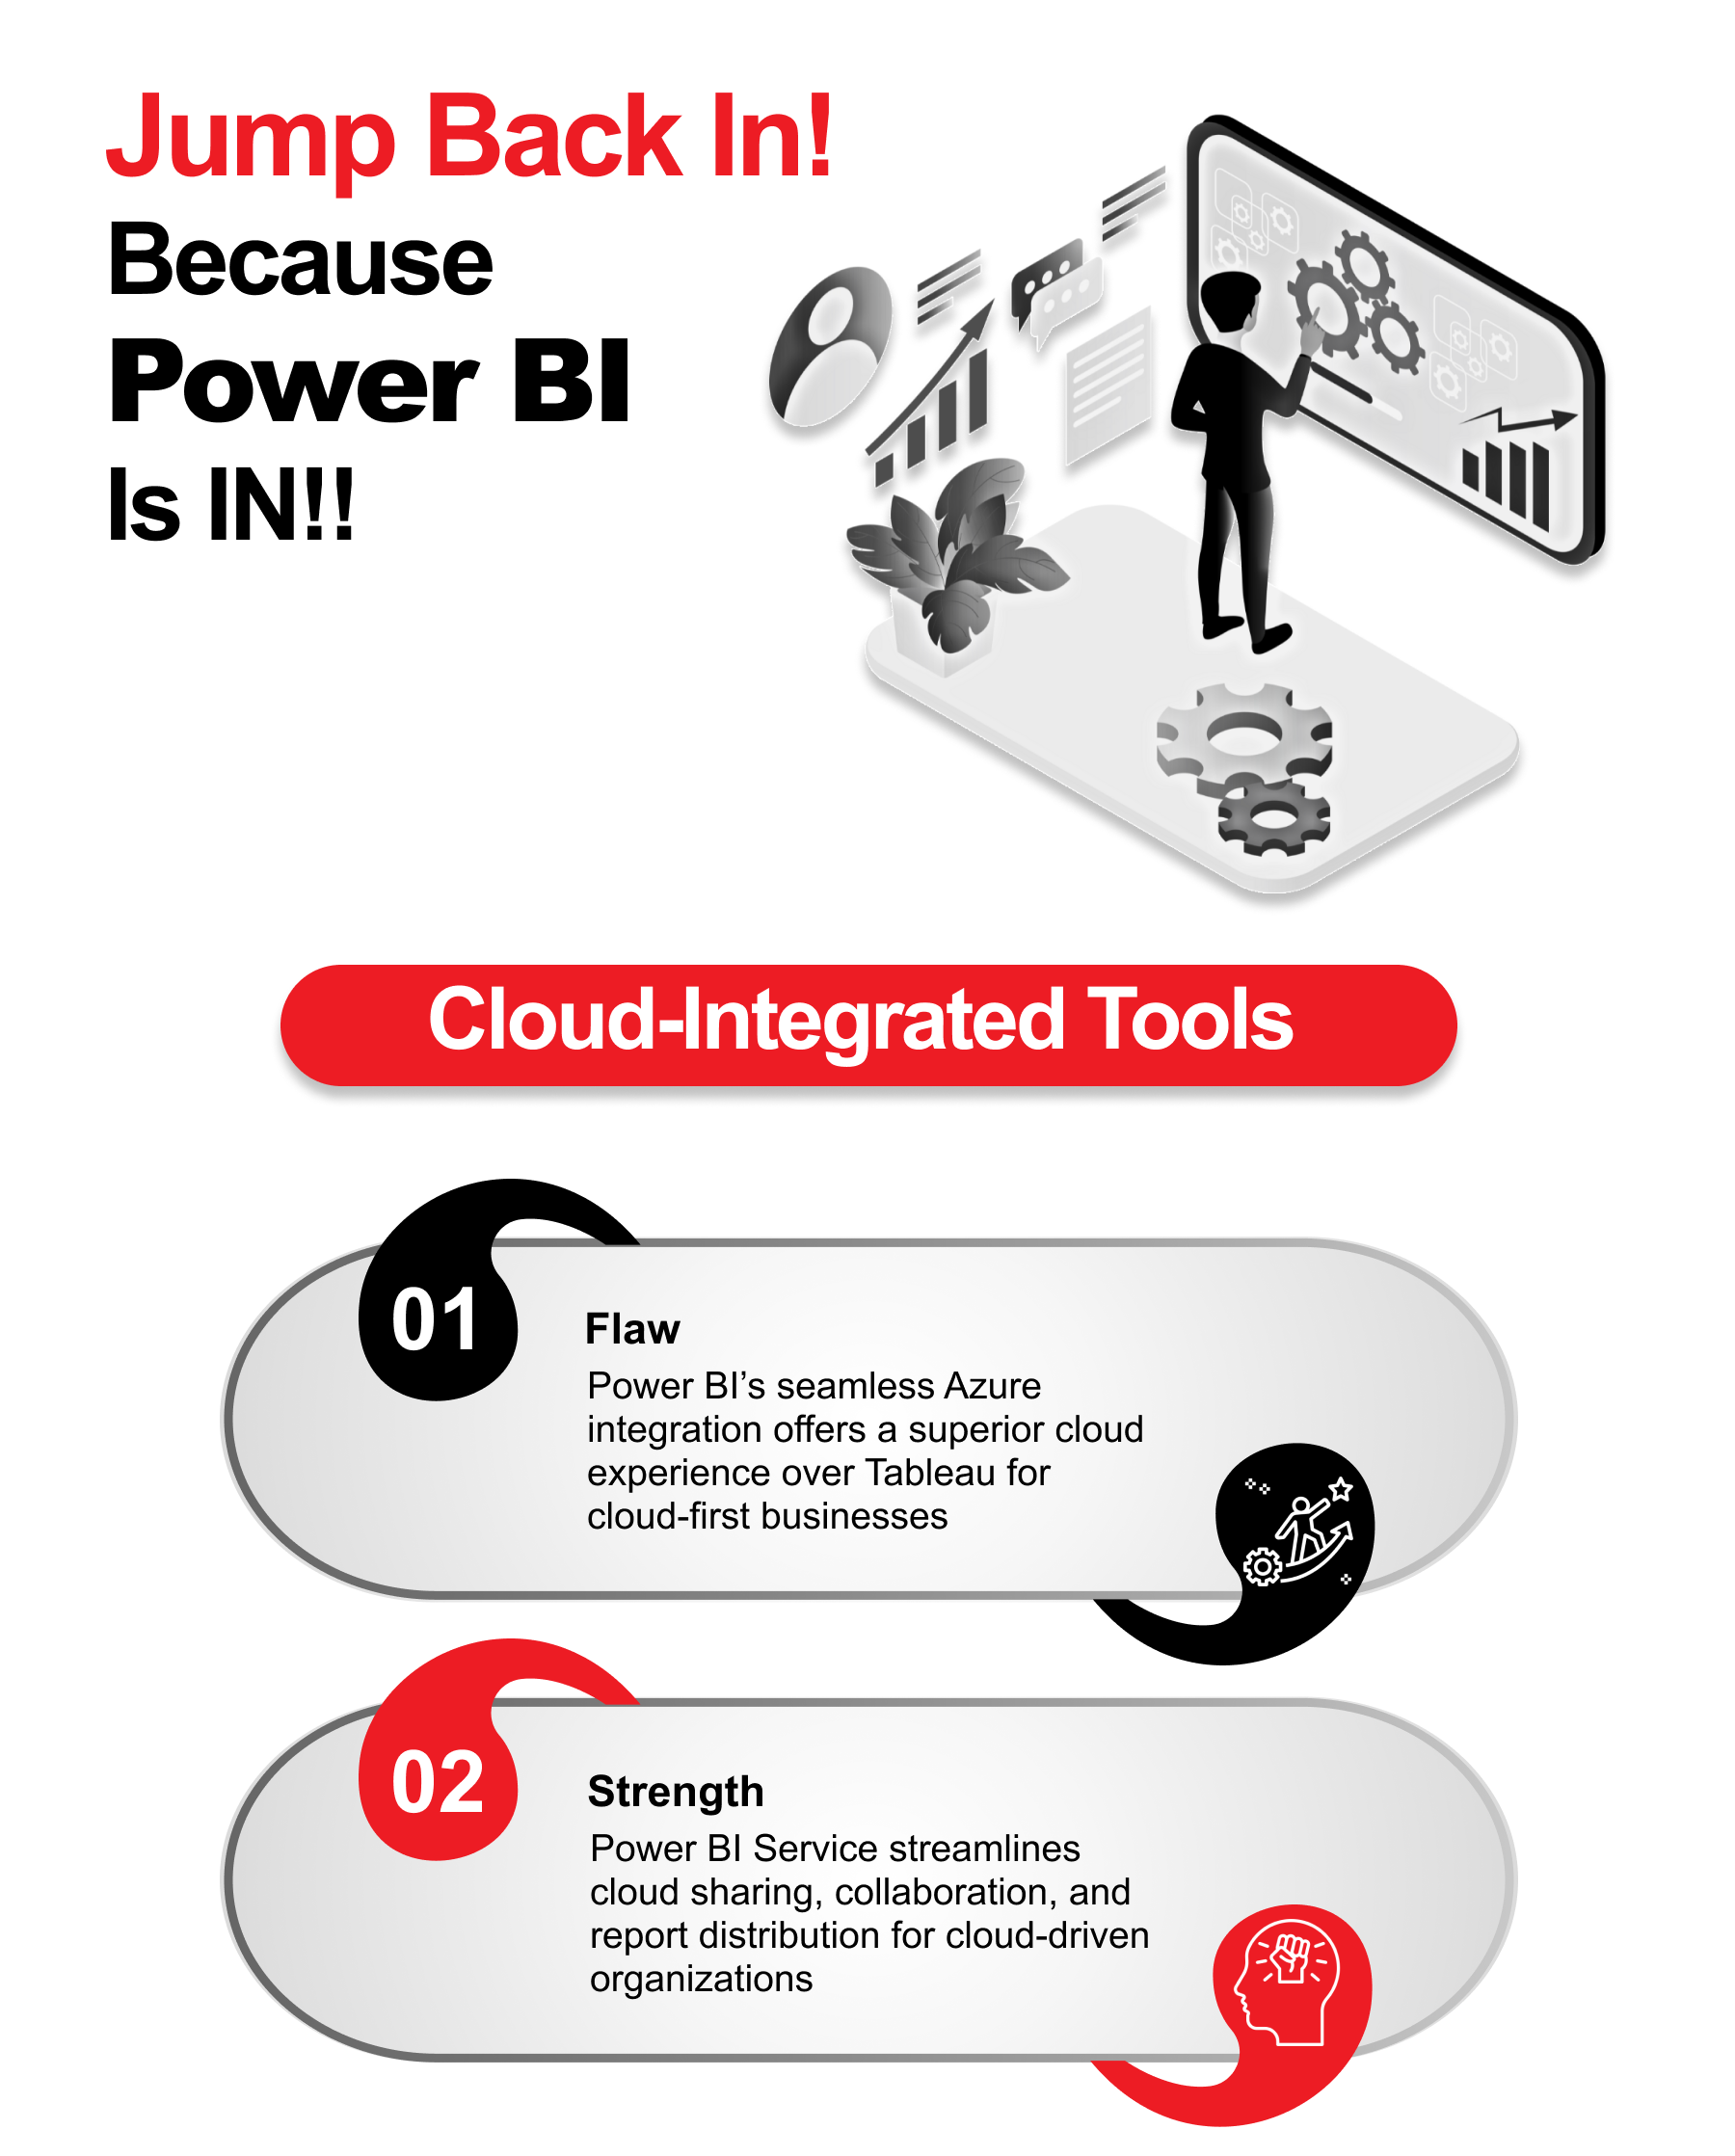 Jump Back In!
Because
Power BI
Is IN!!
Cloud-Integrated Tools
01
Flaw
Power BI’s seamless Azure
integration offers a superior cloud
experience over Tableau for
cloud-first businesses
02
Strength
Power BI Service streamlines
cloud sharing, collaboration, and
report distribution for cloud-driven
organizations